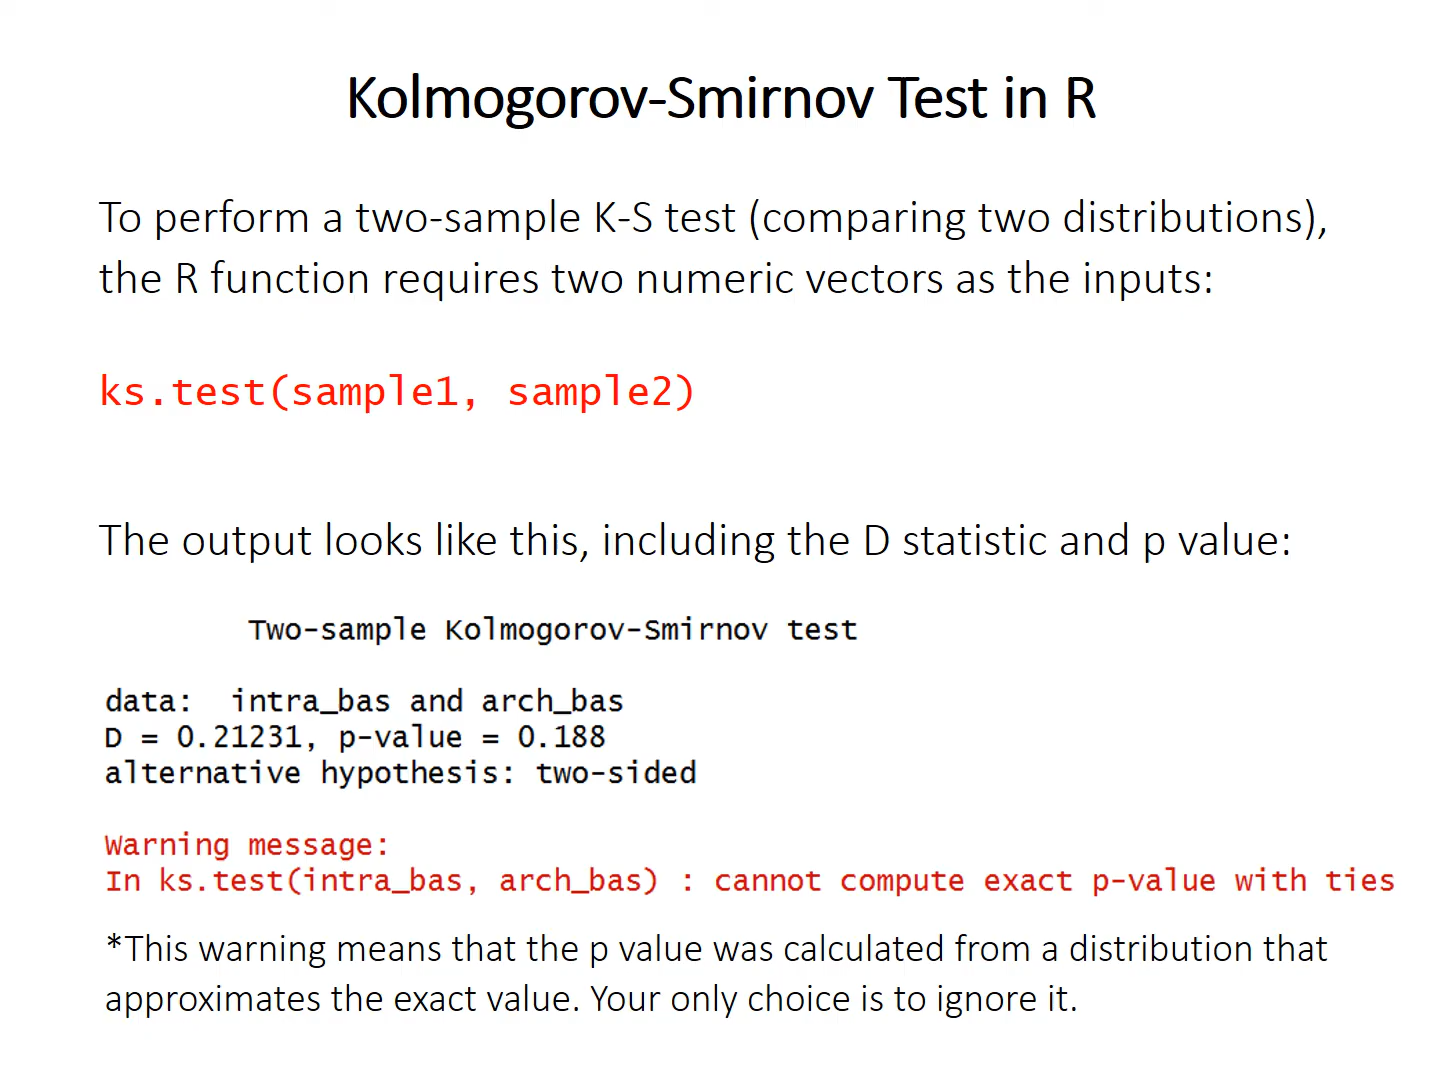 Kolmogorov-Smirnov Test in R
To perform a two-sample K-S test (comparing two distributions),
the R function requires two numeric vectors as the inputs:
ks.test(sample1, sample2)
The output looks like this, including the D statistic and p value:
Two-sample Kolmogorov-Smirnov test
data:  intra_bas and arch_bas
D = 0.21231, p-value = 0.188
alternative hypothesis: two-sided
Warning message:
In ks.test(intra_bas, arch_bas) : cannot compute exact p-value with ties
*This warning means that the p value was calculated from a distribution that
approximates the exact value. Your only choice is to ignore it.